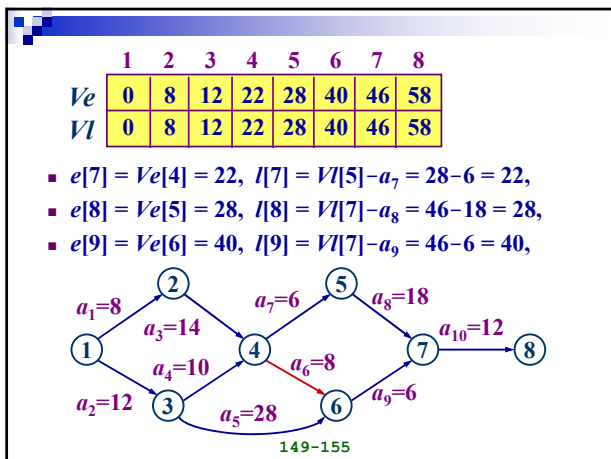 1 2 3 4 5 6 7 8
Ve 0 8 12 22 28 40 46 58
Vl 0 8 12 22 28 40 46 58
▪ e[7] = Ve[4] = 22, l[7] = Vl[5]−a₇ = 28−6 = 22,
▪ e[8] = Ve[5] = 28, l[8] = Vl[7]−a₈ = 46−18 = 28,
▪ e[9] = Ve[6] = 40, l[9] = Vl[7]−a₉ = 46−6 = 40,
2 5
a₁=8 a₇=6 a₈=18
a₃=14 a₁₀=12
1 4 7 8
a₄=10 a₆=8
a₂=12 3 6 a₉=6
a₅=28
149-155